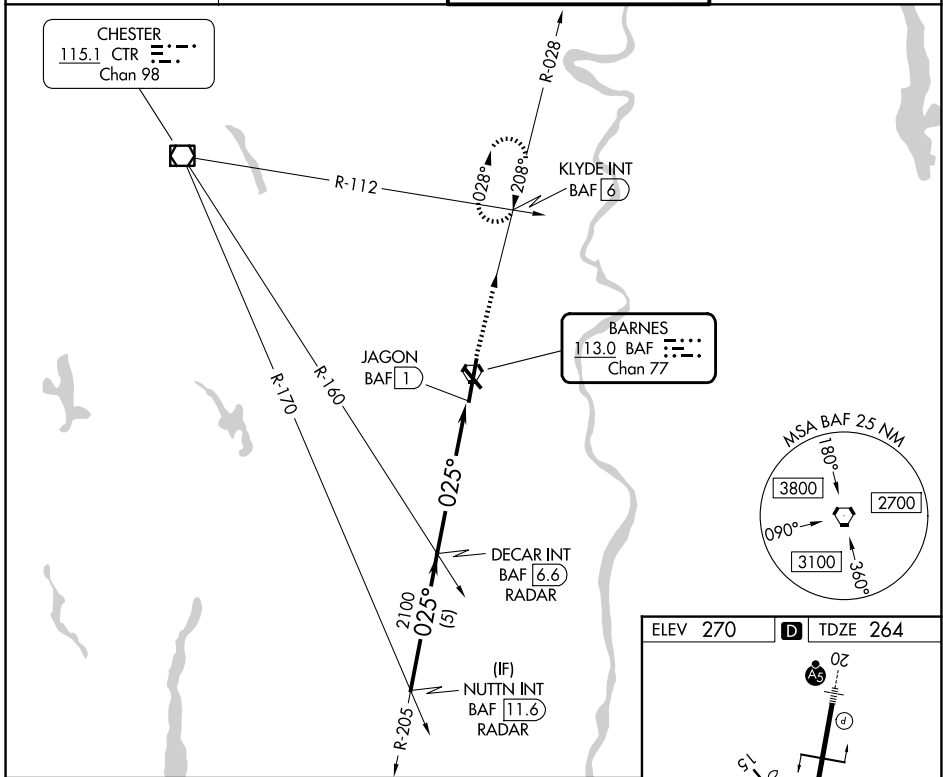 CHESTER
115.1 CTR
Chan 98
R-028
R-112
028°
208°
KLYDE INT
BAF 6
BARNES
113.0 BAF
Chan 77
JAGON
BAF 1
R-170
R-160
025°
DECAR INT
BAF 6.6
RADAR
2100
025°
(5)
(IF)
NUTTN INT
BAF 11.6
RADAR
R-205
MSA BAF 25 NM
180°
3800
2700
090°
3100
360°
ELEV 270
D
TDZE 264
20
A5
P
15